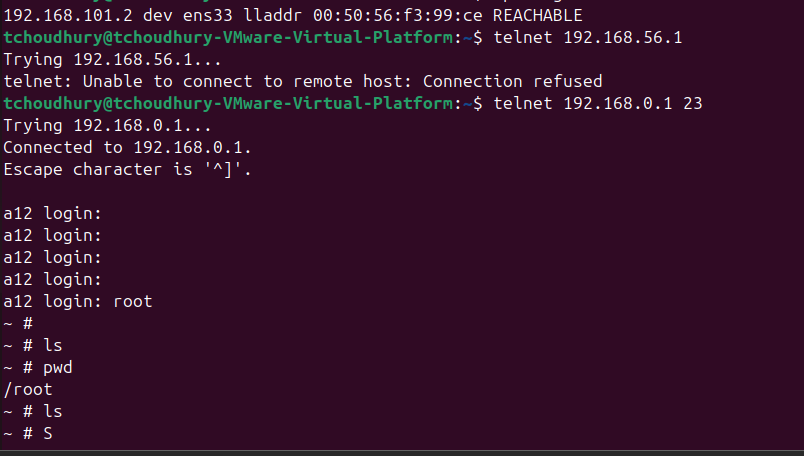 192.168.101.2 dev ens33 lladdr 00:50:56:f3:99:ce REACHABLE
tchoudhury@tchoudhury-VMware-Virtual-Platform:~$ telnet 192.168.56.1
Trying 192.168.56.1...
telnet: Unable to connect to remote host: Connection refused
tchoudhury@tchoudhury-VMware-Virtual-Platform:~$ telnet 192.168.0.1 23
Trying 192.168.0.1...
Connected to 192.168.0.1.
Escape character is '^]'.
a12 login:
a12 login:
a12 login:
a12 login:
a12 login: root
~ #
~ # ls
~ # pwd
/root
~ # ls
~ # S